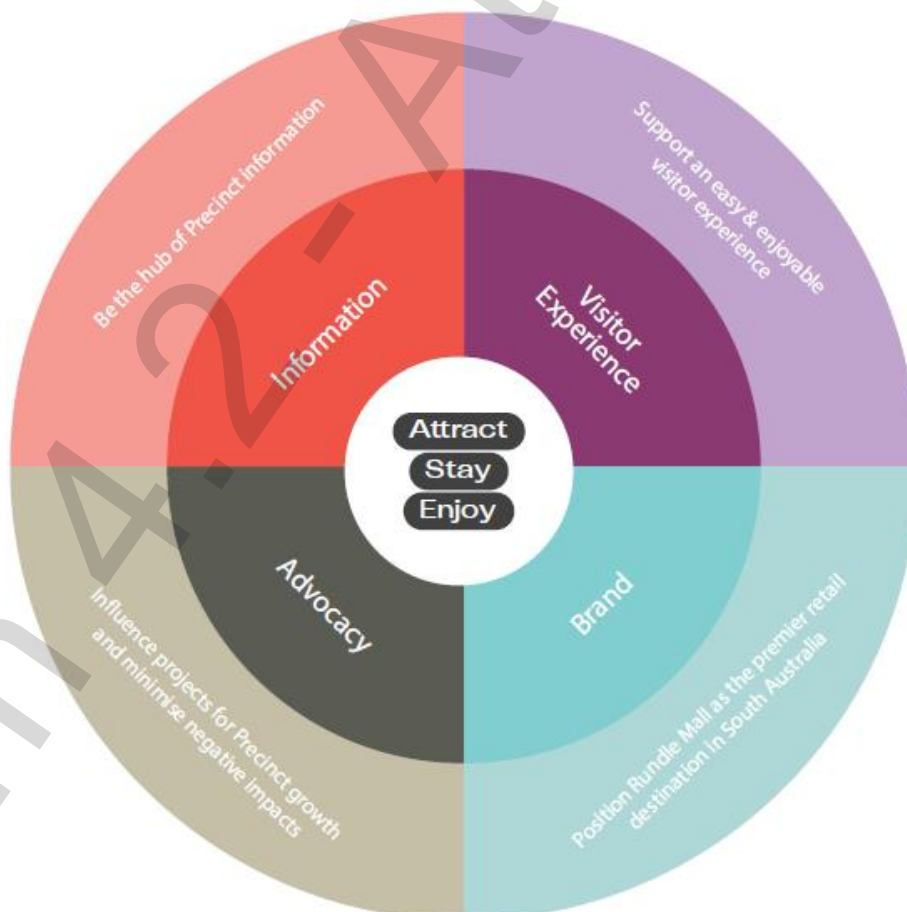 Be the hub of Precinct information
Support an easy & enjoyable
visitor experience
Information
Visitor
Experience
Attract
Stay
Enjoy
Advocacy
Brand
Influence projects for Precinct growth
and minimise negative impacts
Position Rundle Mall as the premier retail
destination in South Australia